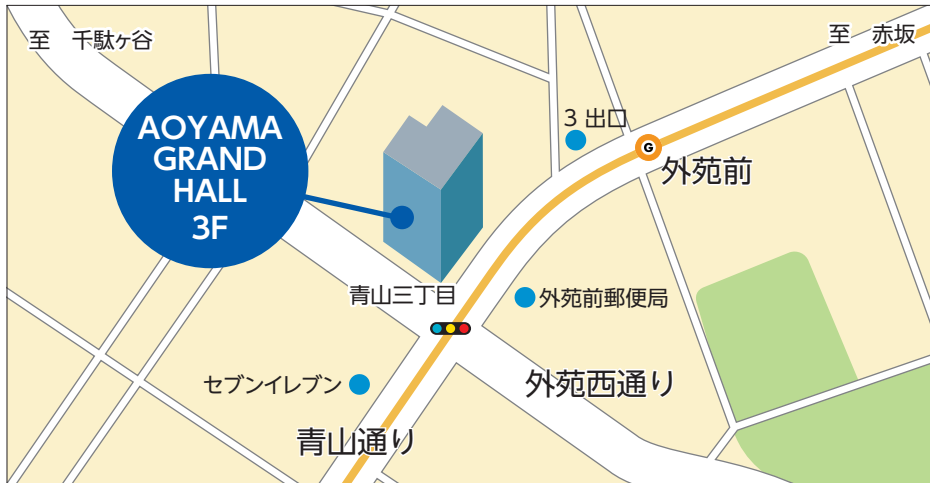 至 千駄ヶ谷
至 赤坂
AOYAMA
GRAND
HALL
3F
3 出口
G
外苑前
青山三丁目
外苑前郵便局
セブンイレブン
外苑西通り
青山通り